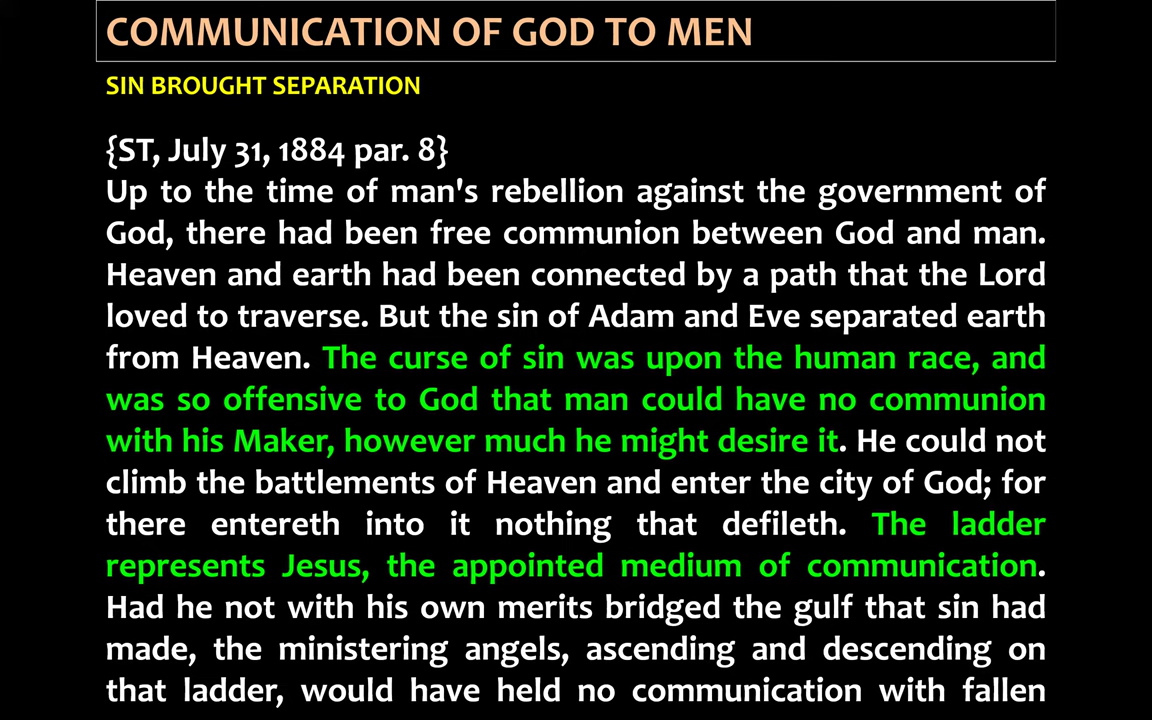 COMMUNICATION OF GOD TO MEN
SIN BROUGHT SEPARATION
{ST, July 31, 1884 par. 8}
Up to the time of man's rebellion against the government of
God, there had been free communion between God and man.
Heaven and earth had been connected by a path that the Lord
loved to traverse. But the sin of Adam and Eve separated earth
from Heaven. The curse of sin was upon the human race, and
was so offensive to God that man could have no communion
with his Maker, however much he might desire it. He could not
climb the battlements of Heaven and enter the city of God; for
there entereth into it nothing that defileth. The ladder
represents Jesus, the appointed medium of communication.
Had he not with his own merits bridged the gulf that sin had
made, the ministering angels, ascending and descending on
that ladder, would have held no communication with fallen